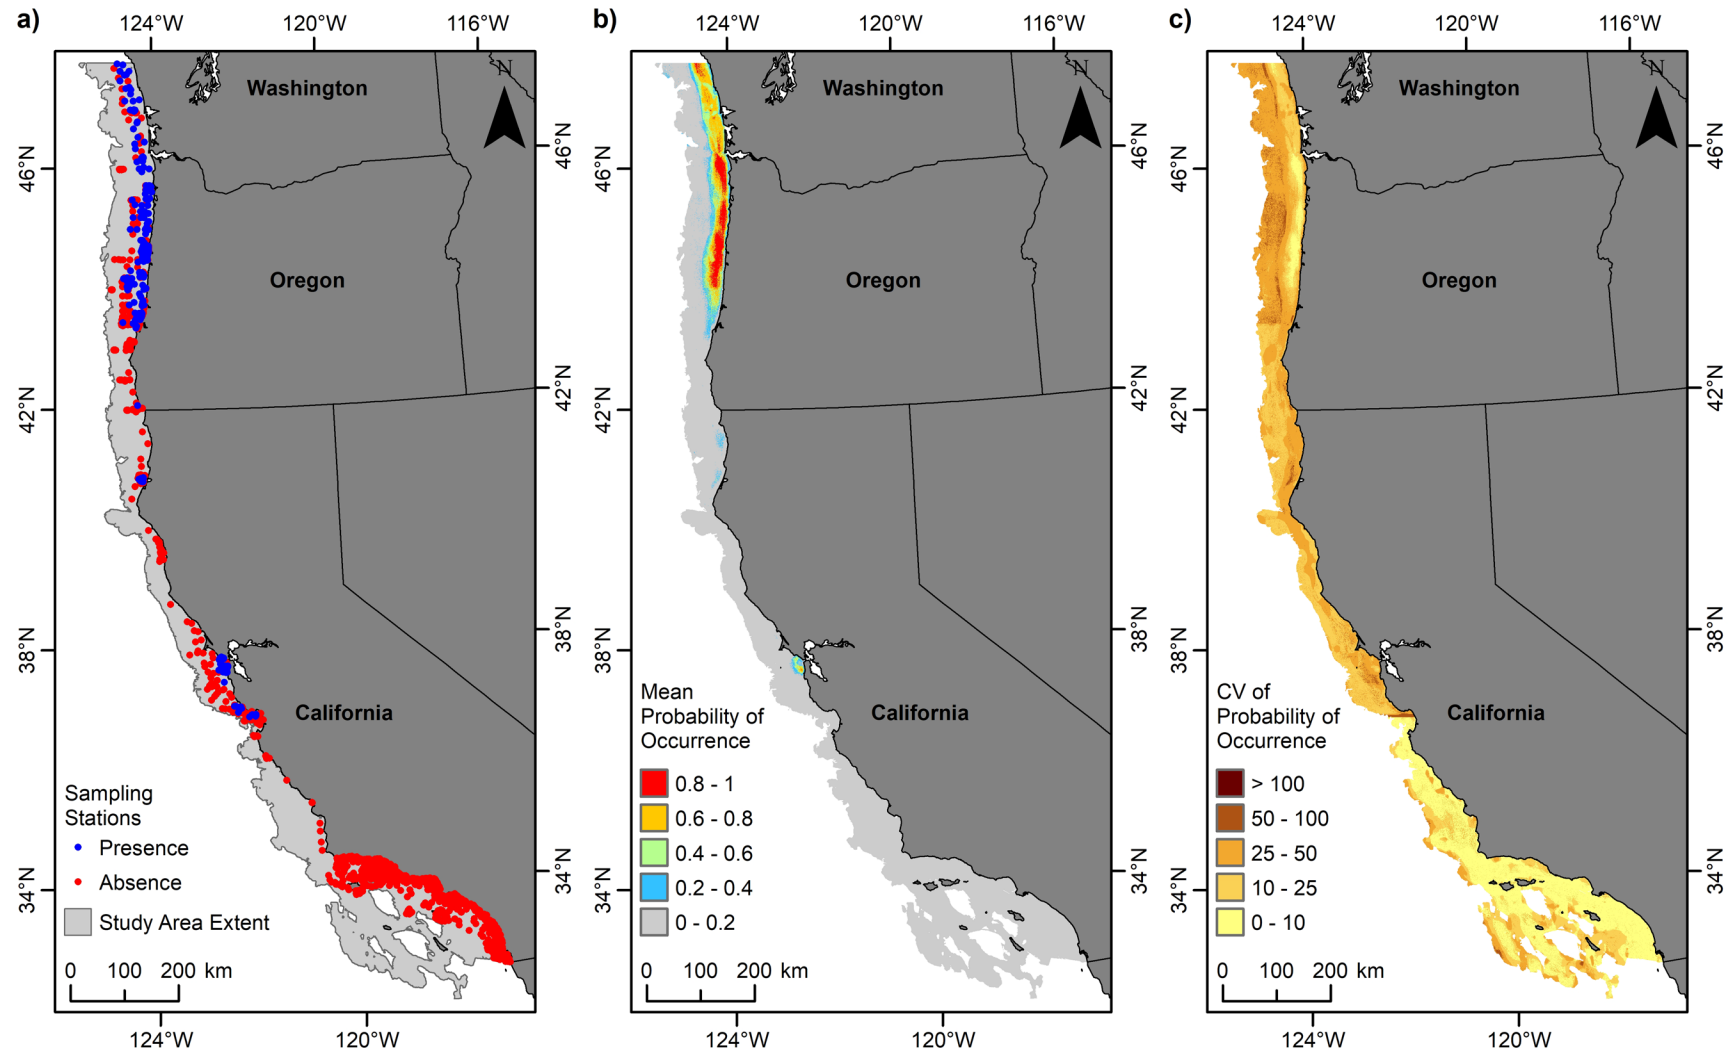 a)
124°W 120°W 116°W
N
Washington
46°N
46°N
Oregon
42°N
42°N
38°N
38°N
California
Sampling
Stations
Presence
Absence
Study Area Extent
34°N
34°N
0 100 200 km
124°W 120°W
b)
124°W 120°W 116°W
N
Washington
46°N
46°N
Oregon
42°N
42°N
38°N
38°N
California
Mean
Probability of
Occurrence
0.8 - 1
0.6 - 0.8
0.4 - 0.6
0.2 - 0.4
0 - 0.2
34°N
34°N
0 100 200 km
124°W 120°W
c)
124°W 120°W 116°W
N
Washington
46°N
46°N
Oregon
42°N
42°N
38°N
38°N
California
CV of
Probability of
Occurrence
> 100
50 - 100
25 - 50
10 - 25
0 - 10
34°N
34°N
0 100 200 km
124°W 120°W